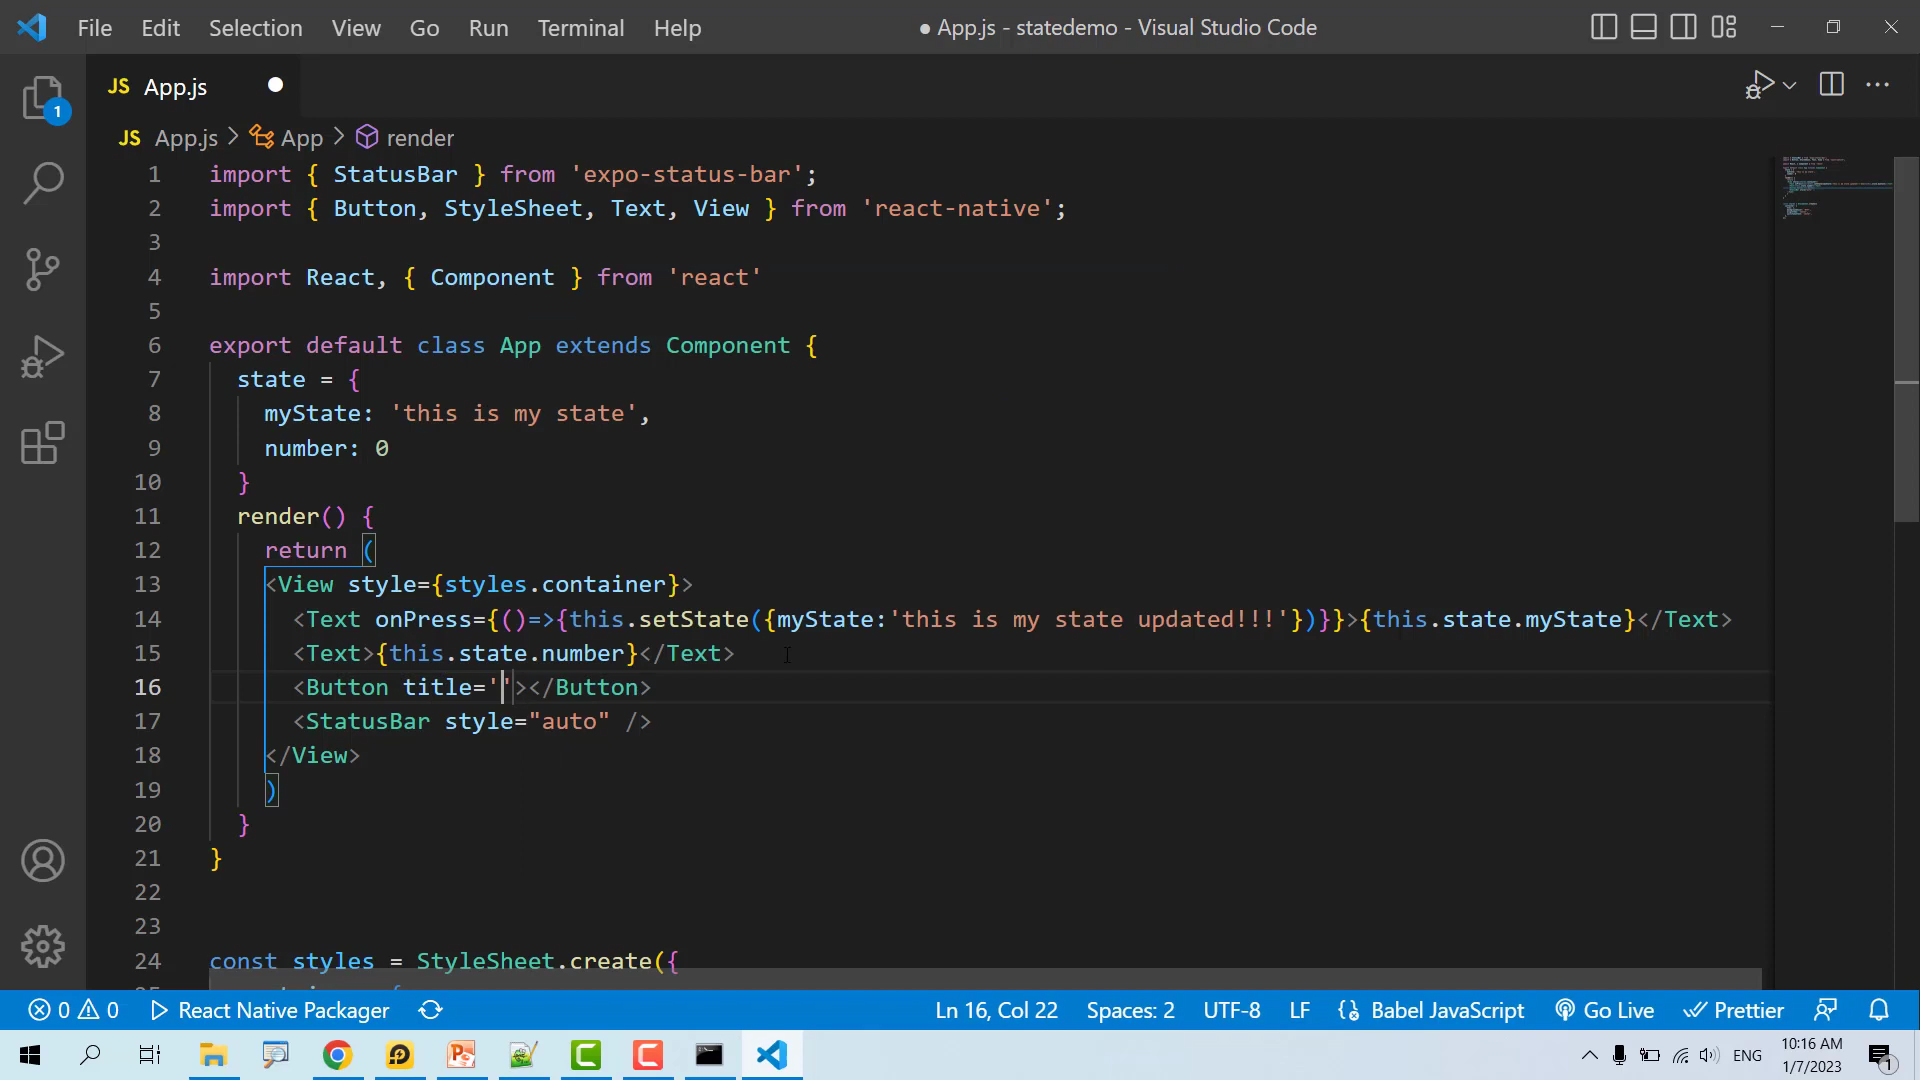 File Edit Selection View Go Run Terminal Help ● App.js - statedemo - Visual Studio Code
JS App.js
JS App.js > App > render
1 import { StatusBar } from 'expo-status-bar';
2 import { Button, StyleSheet, Text, View } from 'react-native';
3
4 import React, { Component } from 'react'
5
6 export default class App extends Component {
7 state = {
8 myState: 'this is my state',
9 number: 0
10 }
11 render() {
12 return (
13 <View style={styles.container}>
14 <Text onPress={()=>{this.setState({myState:'this is my state updated!!!'})}}>{this.state.myState}</Text>
15 <Text>{this.state.number}</Text>
16 <Button title=''></Button>
17 <StatusBar style="auto" />
18 </View>
19 )
20 }
21 }
22
23
24 const styles = StyleSheet.create({
1
0 0 React Native Packager Ln 16, Col 22 Spaces: 2 UTF-8 LF Babel JavaScript Go Live Prettier
ENG 10:16 AM
1/7/2023 1